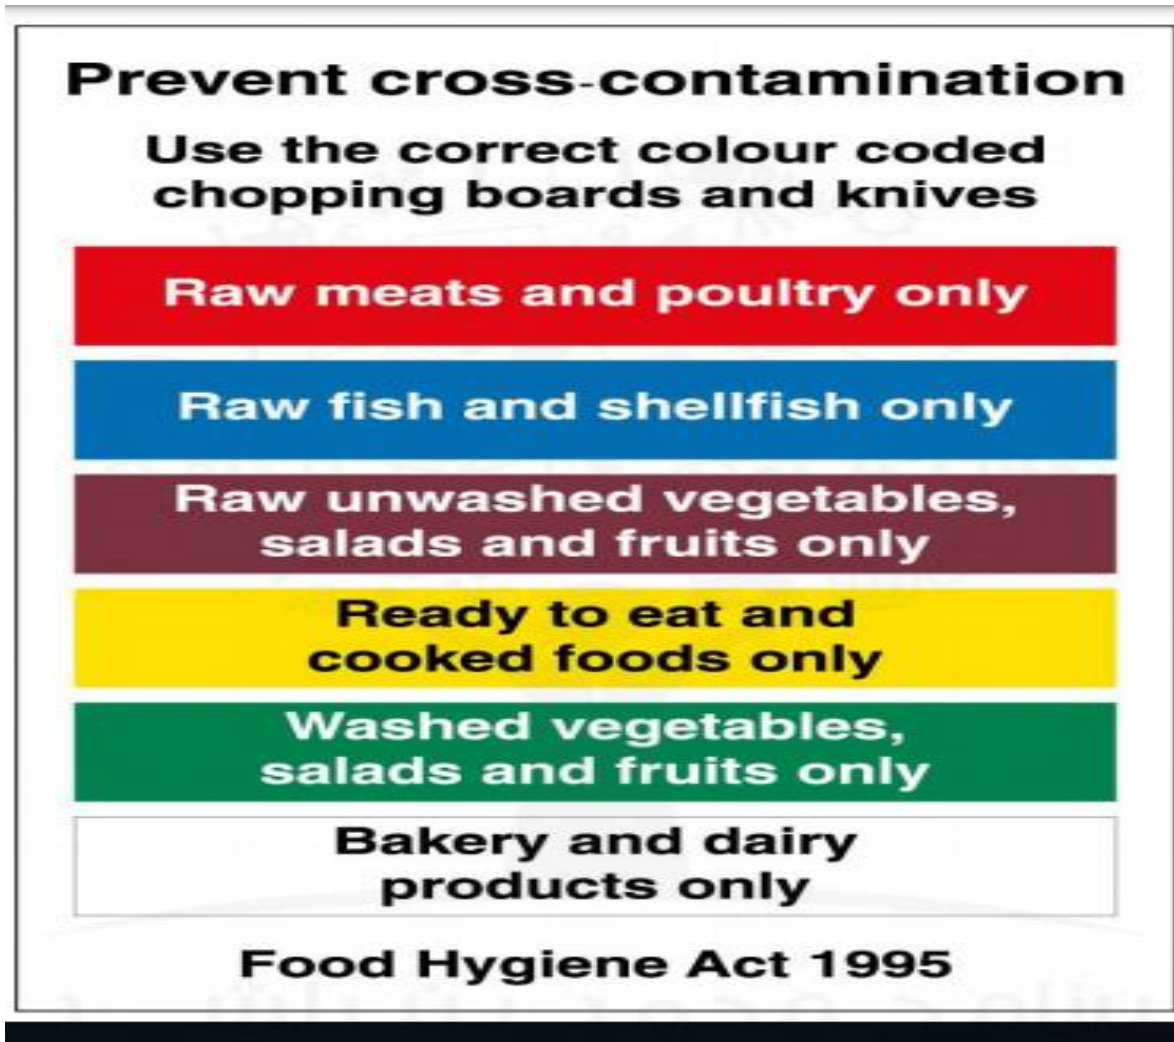 Prevent cross-contamination
Use the correct colour coded
chopping boards and knives
Raw meats and poultry only
Raw fish and shellfish only
Raw unwashed vegetables,
salads and fruits only
Ready to eat and
cooked foods only
Washed vegetables,
salads and fruits only
Bakery and dairy
products only
Food Hygiene Act 1995